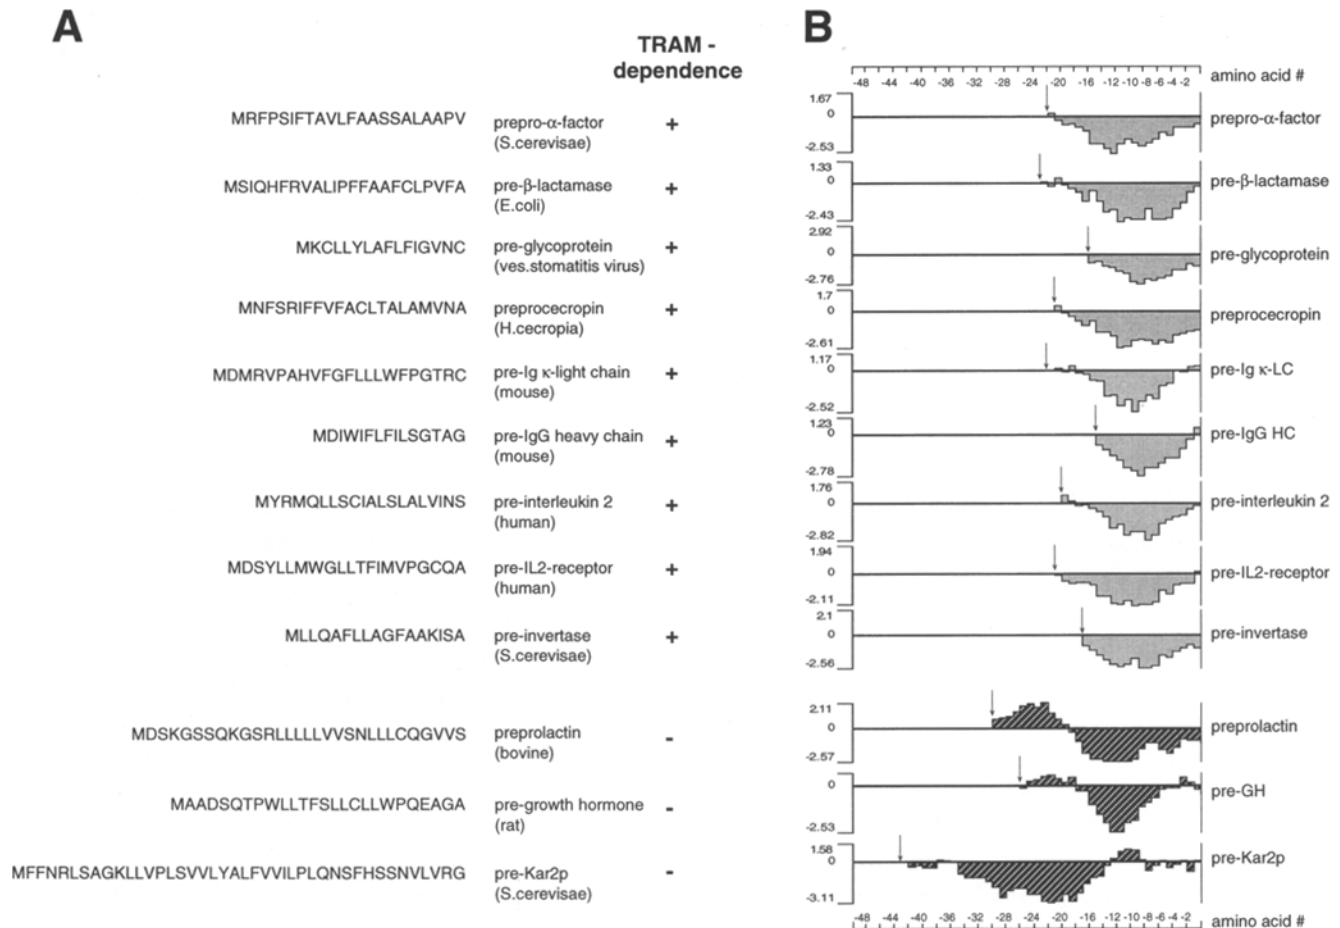 A
B
TRAM -
dependence
-48 -44 -40 -36 -32 -28 -24 -20 -16 -13 -10 -8 -6 -4 -2 amino acid #
MRFPSIFTAVLFAASSALAAPV prepro-α-factor +
(S.cerevisae)
1.67
0
-2.53
prepro-α-factor
MSIQHFRVALIPFFAAFCLPVFA pre-β-lactamase +
(E.coli)
1.33
0
-2.43
pre-β-lactamase
MKCLLYLAFLFIGVNC pre-glycoprotein +
(ves.stomatitis virus)
2.92
0
-2.76
pre-glycoprotein
MNFSRIFFVFACLTALAMVNA preprocecropin +
(H.cecropia)
1.7
0
-2.61
preprocecropin
MDMRVPAHVFGFLLLWFPGTRC pre-Ig κ-light chain +
(mouse)
1.17
0
-2.52
pre-Ig κ-LC
MDIWIFLFILSGTAG pre-IgG heavy chain +
(mouse)
1.23
0
-2.78
pre-IgG HC
MYRMQLLSCIALSLALVINS pre-interleukin 2 +
(human)
1.76
0
-2.82
pre-interleukin 2
MDSYLLMWGLLTFIMVPGCQA pre-IL2-receptor +
(human)
1.94
0
-2.11
pre-IL2-receptor
MLLQAFLLAGFAAKISA pre-invertase +
(S.cerevisae)
2.1
0
-2.56
pre-invertase
MDSKGSSQKGSRLLLLLVVSNLLLCQGVVS preprolactin -
(bovine)
2.11
0
-2.57
preprolactin
MAADSQTPWLLTFSLLCLLWPQEAGA pre-growth hormone -
(rat)
0
-2.53
pre-GH
MFFNRLSAGKLLVPLSVVLYALFVVILPLQNSFHSSNVLVRG pre-Kar2p -
(S.cerevisae)
1.58
0
-3.11
pre-Kar2p
-48 -44 -40 -36 -32 -28 -24 -20 -16 -13 -10 -8 -6 -4 -2 amino acid #